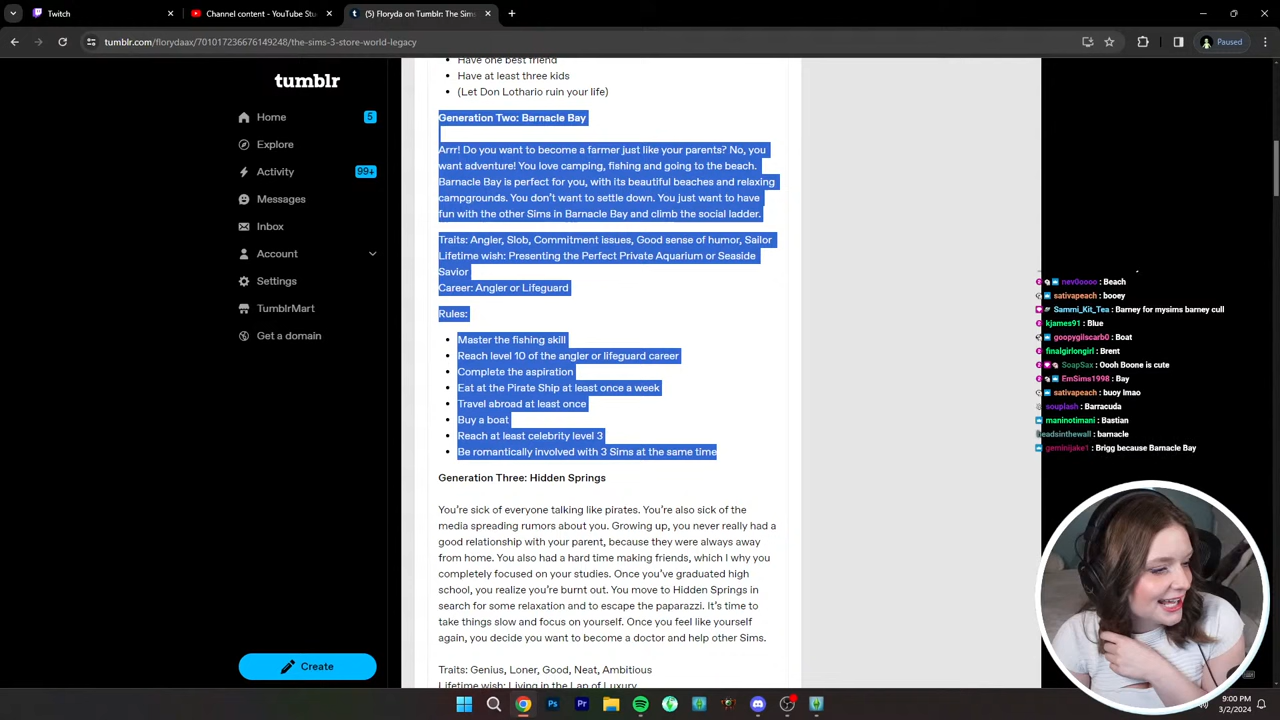 Twitch
Channel content - YouTube Stu
(5) Floryda on Tumblr: The Sims
tumblr.com/florydaax/701017236676149248/the-sims-3-store-world-legacy
Paused
tumblr
Home
5
Explore
Activity
99+
Messages
Inbox
Account
Settings
TumblrMart
Get a domain
Create
Have one best friend
Have at least three kids
(Let Don Lothario ruin your life)
Generation Two: Barnacle Bay
Arrr! Do you want to become a farmer just like your parents? No, you
want adventure! You love camping, fishing and going to the beach.
Barnacle Bay is perfect for you, with its beautiful beaches and relaxing
campgrounds. You don't want to settle down. You just want to have
fun with the other Sims in Barnacle Bay and climb the social ladder.
Traits: Angler, Slob, Commitment issues, Good sense of humor, Sailor
Lifetime wish: Presenting the Perfect Private Aquarium or Seaside
Savior
Career: Angler or Lifeguard
Rules:
Master the fishing skill
Reach level 10 of the angler or lifeguard career
Complete the aspiration
Eat at the Pirate Ship at least once a week
Travel abroad at least once
Buy a boat
Reach at least celebrity level 3
Be romantically involved with 3 Sims at the same time
Generation Three: Hidden Springs
You're sick of everyone talking like pirates. You're also sick of the
media spreading rumors about you. Growing up, you never really had a
good relationship with your parent, because they were always away
from home. You also had a hard time making friends, which I why you
completely focused on your studies. Once you've graduated high
school, you realize you're burnt out. You move to Hidden Springs in
search for some relaxation and to escape the paparazzi. It's time to
take things slow and focus on yourself. Once you feel like yourself
again, you decide you want to become a doctor and help other Sims.
Traits: Genius, Loner, Good, Neat, Ambitious
Lifetime wish: Living in the Lap of Luxury
nev0oooo : Beach
sativapeach : booey
Sammi_Kit_Tea : Barney for mysims barney cull
kjames91 : Blue
goopygilscarb0 : Boat
finalgirlongirl : Brent
SoapSax : Oooh Boone is cute
EmSims1998 : Bay
sativapeach : buoy lmao
souplash : Barracuda
maninotimani : Bastian
headsinthewall : barnacle
geminijake1 : Brigg because Barnacle Bay
9:00 PM
3/2/2024